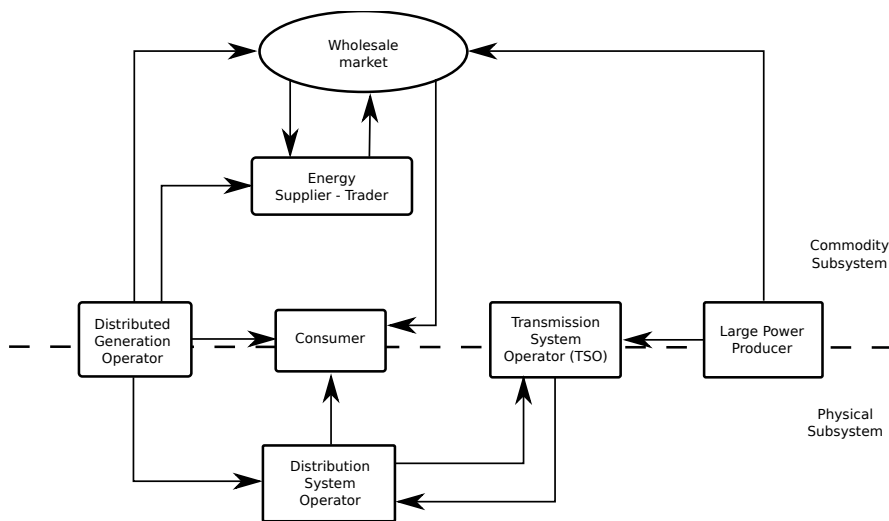 Wholesale
market
Energy
Supplier - Trader
Commodity
Subsystem
Distributed
Generation
Operator
Consumer
Transmission
System
Operator (TSO)
Large Power
Producer
Physical
Subsystem
Distribution
System
Operator